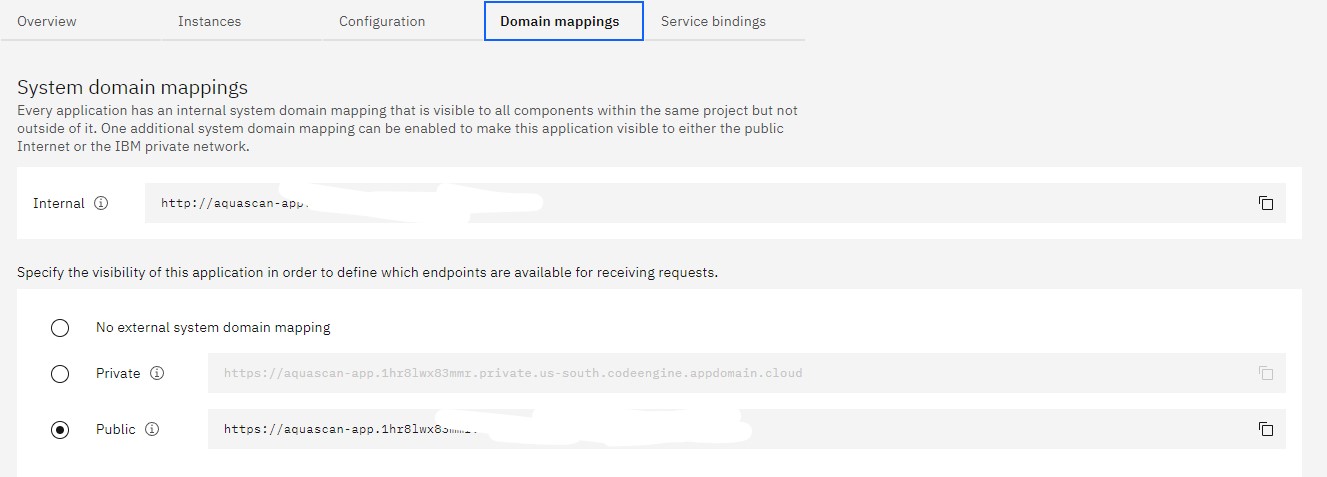 Overview Instances Configuration Domain mappings Service bindings
System domain mappings
Every application has an internal system domain mapping that is visible to all components within the same project but not
outside of it. One additional system domain mapping can be enabled to make this application visible to either the public
Internet or the IBM private network.
Internal http://aquascan-app.
Specify the visibility of this application in order to define which endpoints are available for receiving requests.
No external system domain mapping
Private https://aquascan-app.1hr8lwx83mmr.private.us-south.codeengine.appdomain.cloud
Public https://aquascan-app.1hr8lwx8